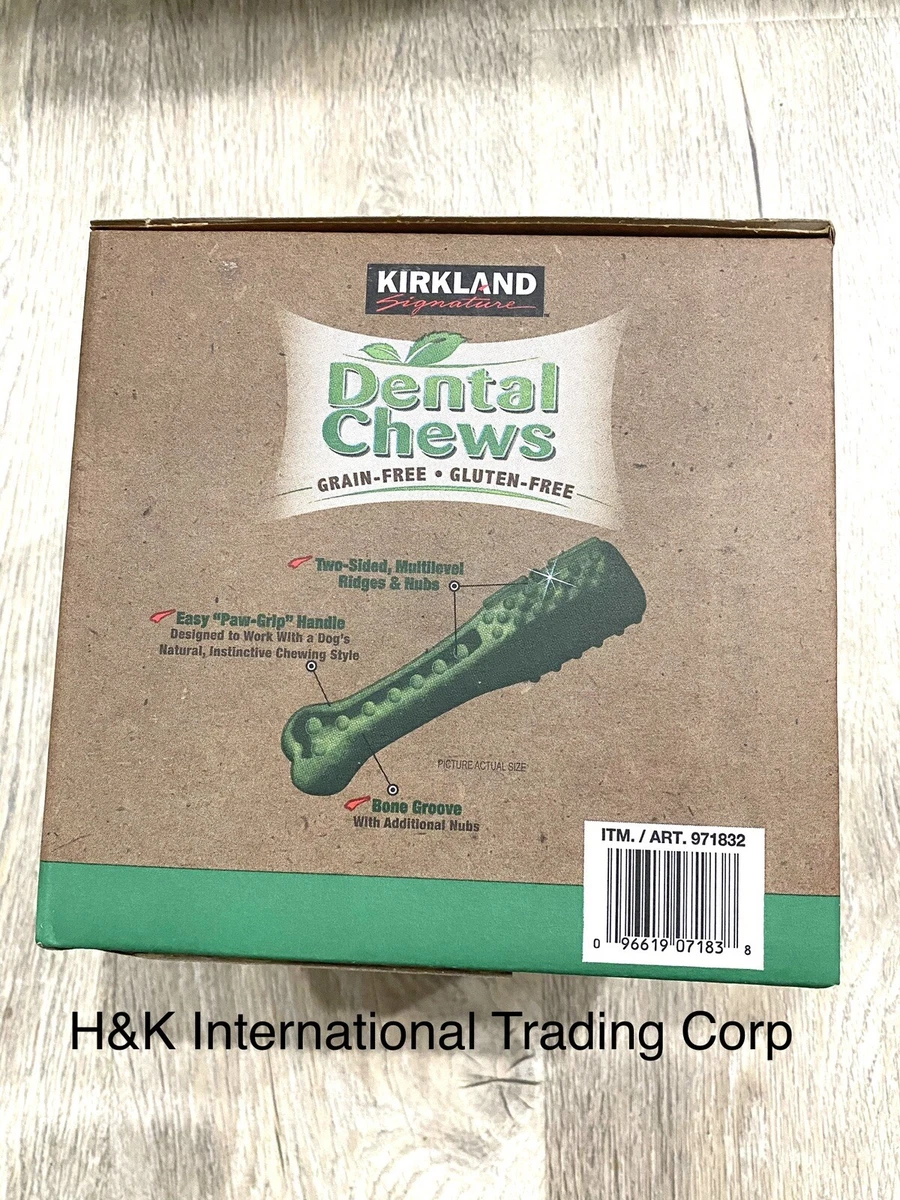 KIRKLAND
Signature
Dental
Chews
GRAIN-FREE • GLUTEN-FREE
Two-Sided, Multilevel
Ridges & Nubs
Easy "Paw-Grip" Handle
Designed to Work With a Dog's
Natural, Instinctive Chewing Style
PICTURE ACTUAL SIZE
Bone Groove
With Additional Nubs
ITM. / ART. 971832
0 96619 07183 8
H&K International Trading Corp